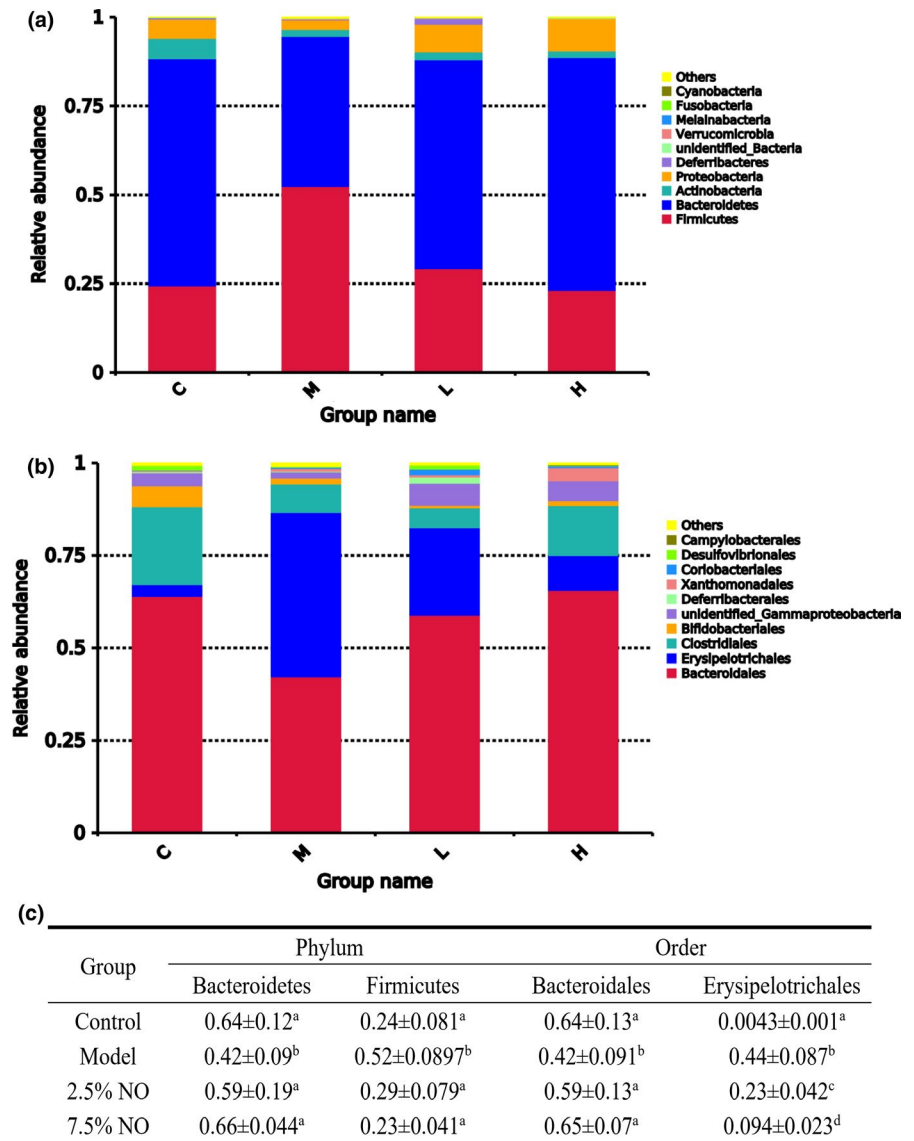 (a)
1
0.75
0.5
0.25
0
Relative abundance
C
M
L
H
Group name
Others
Cyanobacteria
Fusobacteria
Melainabacteria
Verrucomicrobia
unidentified_Bacteria
Deferribacteres
Proteobacteria
Actinobacteria
Bacteroidetes
Firmicutes
(b)
1
0.75
0.5
0.25
0
Relative abundance
C
M
L
H
Group name
Others
Campylobacterales
Desulfovibrionales
Coriobacteriales
Xanthomonadales
Deferribacterales
unidentified_Gammaproteobacteria
Bifidobacteriales
Clostridiales
Erysipelotrichales
Bacteroidales
(c)
Group Phylum Order
Bacteroidetes Firmicutes Bacteroidales Erysipelotrichales
Control 0.64±0.12ᵃ 0.24±0.081ᵃ 0.64±0.13ᵃ 0.0043±0.001ᵃ
Model 0.42±0.09ᵇ 0.52±0.0897ᵇ 0.42±0.091ᵇ 0.44±0.087ᵇ
2.5% NO 0.59±0.19ᵃ 0.29±0.079ᵃ 0.59±0.13ᵃ 0.23±0.042ᶜ
7.5% NO 0.66±0.044ᵃ 0.23±0.041ᵃ 0.65±0.07ᵃ 0.094±0.023ᵈ